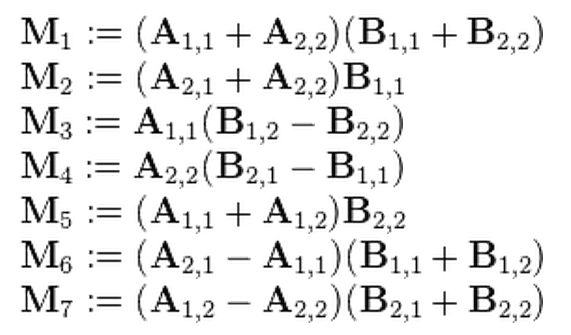 M₁ := (A₁,₁ + A₂,₂)(B₁,₁ + B₂,₂)
M₂ := (A₂,₁ + A₂,₂)B₁,₁
M₃ := A₁,₁(B₁,₂ − B₂,₂)
M₄ := A₂,₂(B₂,₁ − B₁,₁)
M₅ := (A₁,₁ + A₁,₂)B₂,₂
M₆ := (A₂,₁ − A₁,₁)(B₁,₁ + B₁,₂)
M₇ := (A₁,₂ − A₂,₂)(B₂,₁ + B₂,₂)